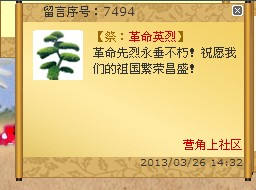 留言序号：7494
【祭：革命英烈】
革命先烈永垂不朽！祝愿我
们的祖国繁荣昌盛！
营角上社区
2013/03/26 14:32